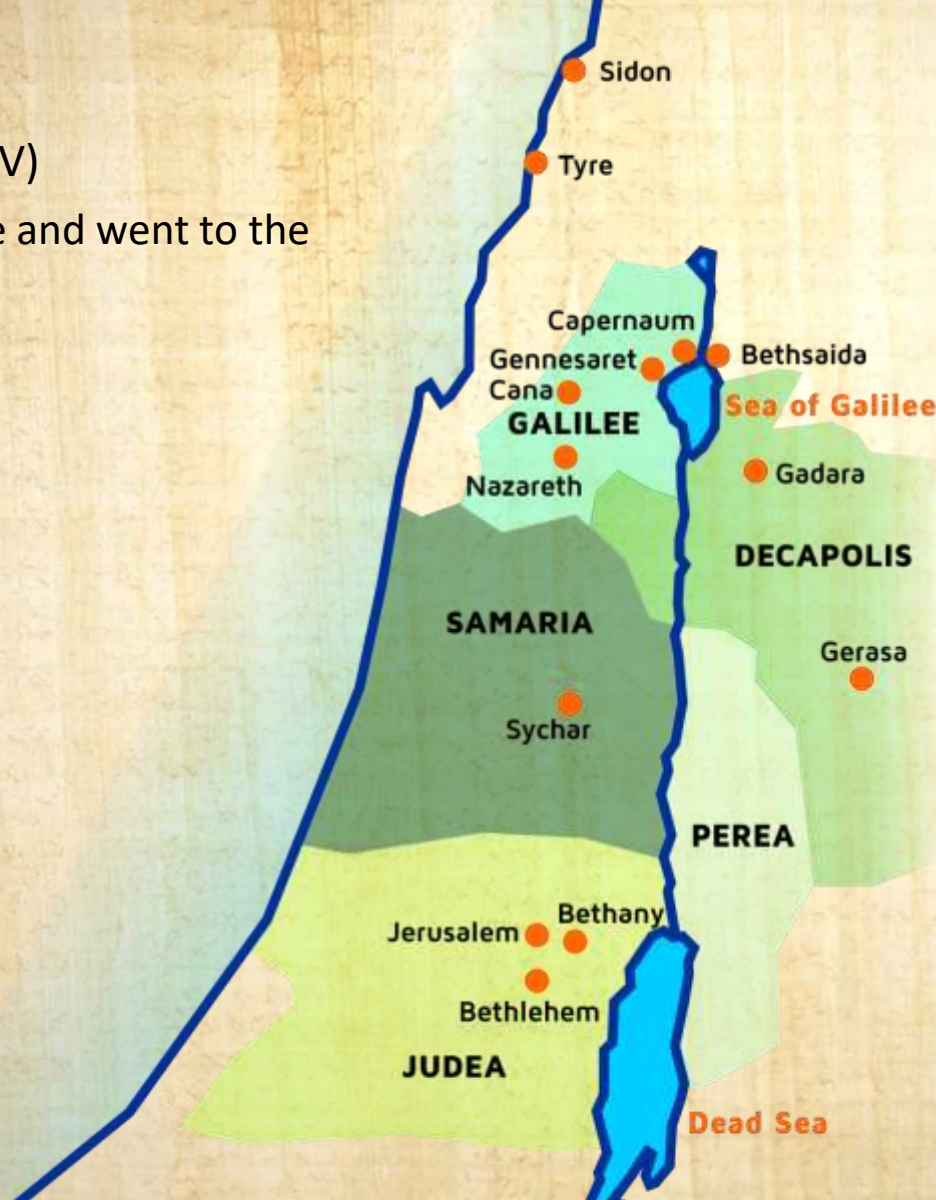 Sidon
V)
Tyre
e and went to the
Capernaum
Gennesaret
Bethsaida
Cana
Sea of Galilee
GALILEE
Gadara
Nazareth
DECAPOLIS
SAMARIA
Gerasa
Sychar
PEREA
Bethany
Jerusalem
Bethlehem
JUDEA
Dead Sea